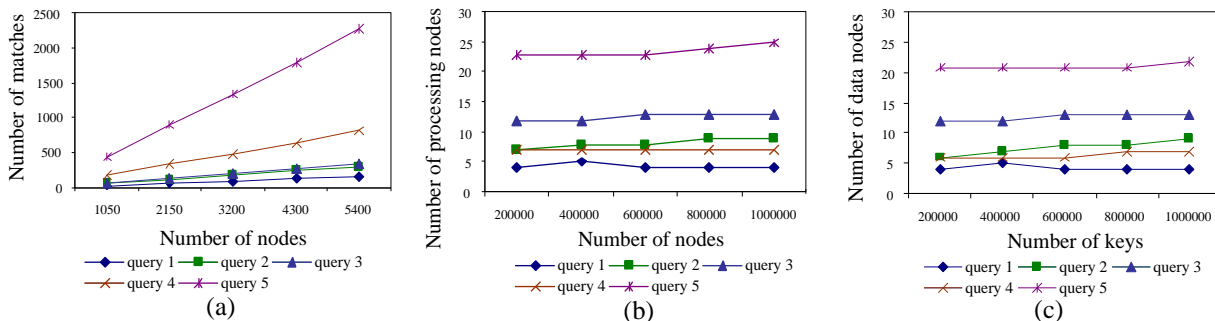 Number of matches
2500
2000
1500
1000
500
0
1050 2150 3200 4300 5400
Number of nodes
query 1 query 2 query 3
query 4 query 5
(a)
Number of processing nodes
30
25
20
15
10
5
0
200000 400000 600000 800000 1000000
Number of nodes
query 1 query 2 query 3
query 4 query 5
(b)
Number of data nodes
30
25
20
15
10
5
0
200000 400000 600000 800000 1000000
Number of keys
query 1 query 2 query 3
query 4 query 5
(c)